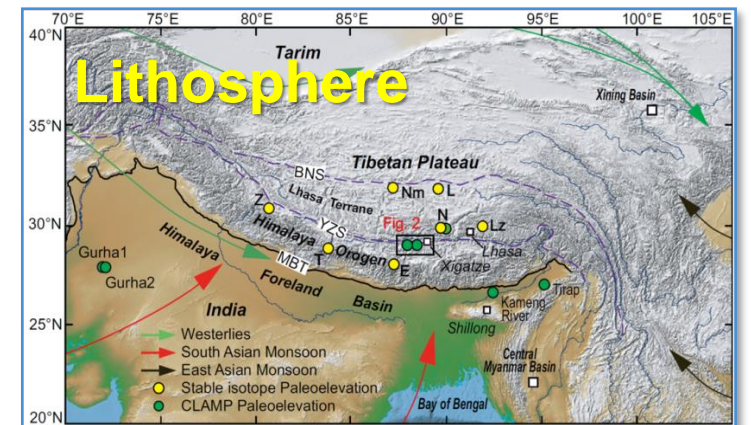 70°E 75°E 80°E 85°E 90°E 95°E 100°E 105°E
40°N
Tarim
Lithosphere
Xining Basin
35°N
Tibetan Plateau
BNS
Lhasa Terrane
Nm
L
Z
30°N
YZS
Fig. 2
N
Lz
Himalaya Orogen
Lhasa
Xigatze
T
E
Himalaya
MBT
Gurha1
Gurha2
Foreland
Basin
Tirap
Kameng
River
India
Shillong
25°N
Westerlies
South Asian Monsoon
East Asian Monsoon
Stable isotope Paleoelevation
CLAMP Paleoelevation
Central
Myanmar Basin
Bay of Bengal
20°N